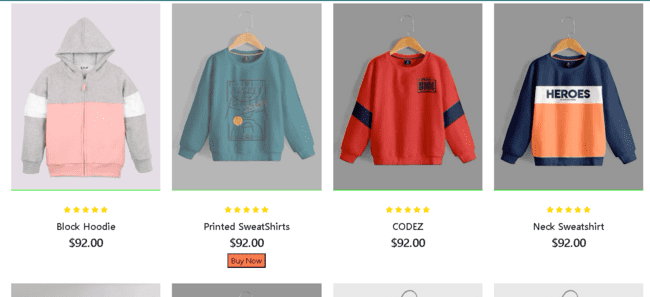 HEROES
Block Hoodie
$92.00
Printed SweatShirts
$92.00
Buy Now
CODEZ
$92.00
Neck Sweatshirt
$92.00